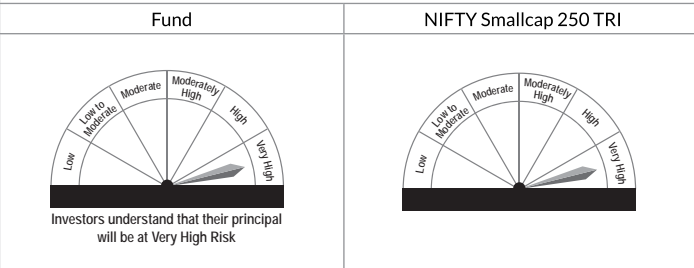 Fund
Low
Low to
Moderate
Moderate
Moderately
High
High
Very High
Investors understand that their principal
will be at Very High Risk
NIFTY Smallcap 250 TRI
Low
Low to
Moderate
Moderate
Moderately
High
High
Very High